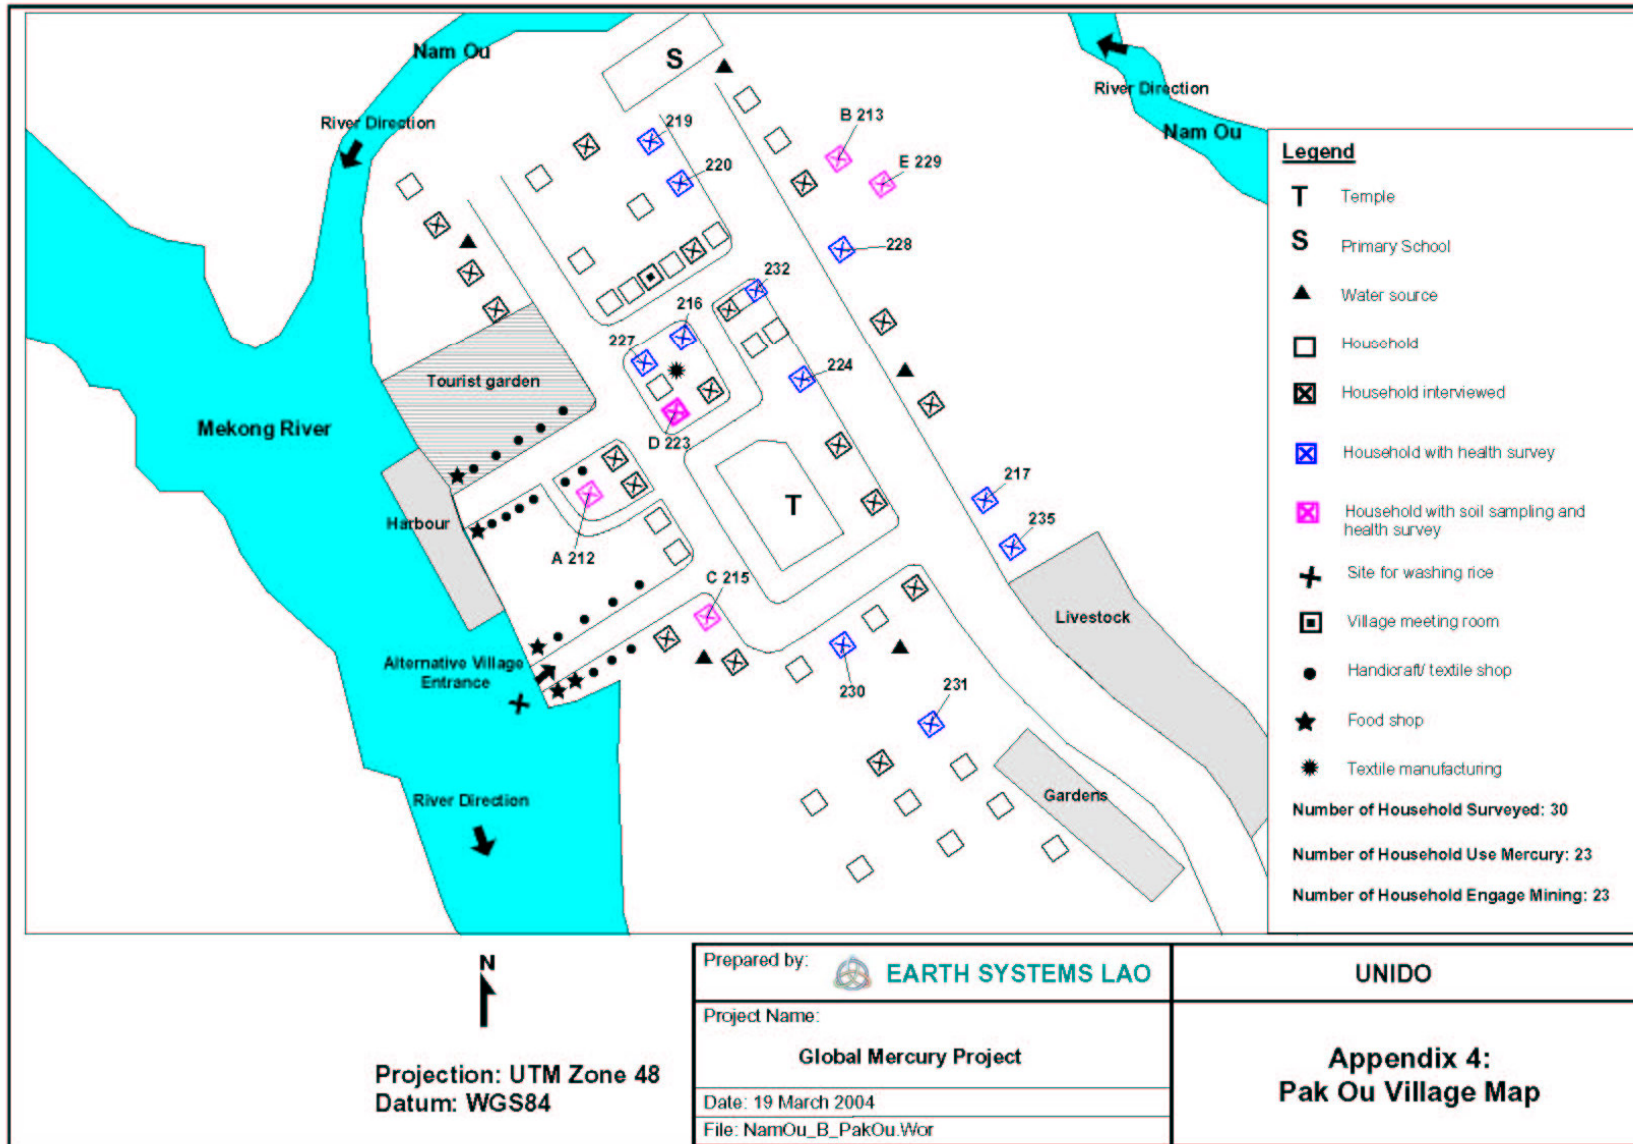 Nam Ou
S
River Direction
219
220
B 213
E 229
228
River Direction
Nam Ou
232
216
227
224
Tourist garden
D 223
Mekong River
Harbour
T
A 212
217
235
C 215
Livestock
Alternative Village
Entrance
230
231
River Direction
Gardens
Legend
T Temple
S Primary School
Water source
Household
Household interviewed
Household with health survey
Household with soil sampling and
health survey
Site for washing rice
Village meeting room
Handicraft/ textile shop
Food shop
Textile manufacturing
Number of Household Surveyed: 30
Number of Household Use Mercury: 23
Number of Household Engage Mining: 23
N
Projection: UTM Zone 48
Datum: WGS84
Prepared by: EARTH SYSTEMS LAO
UNIDO
Project Name:
Global Mercury Project
Date: 19 March 2004
File: NamOu_B_PakOu.Wor
Appendix 4:
Pak Ou Village Map